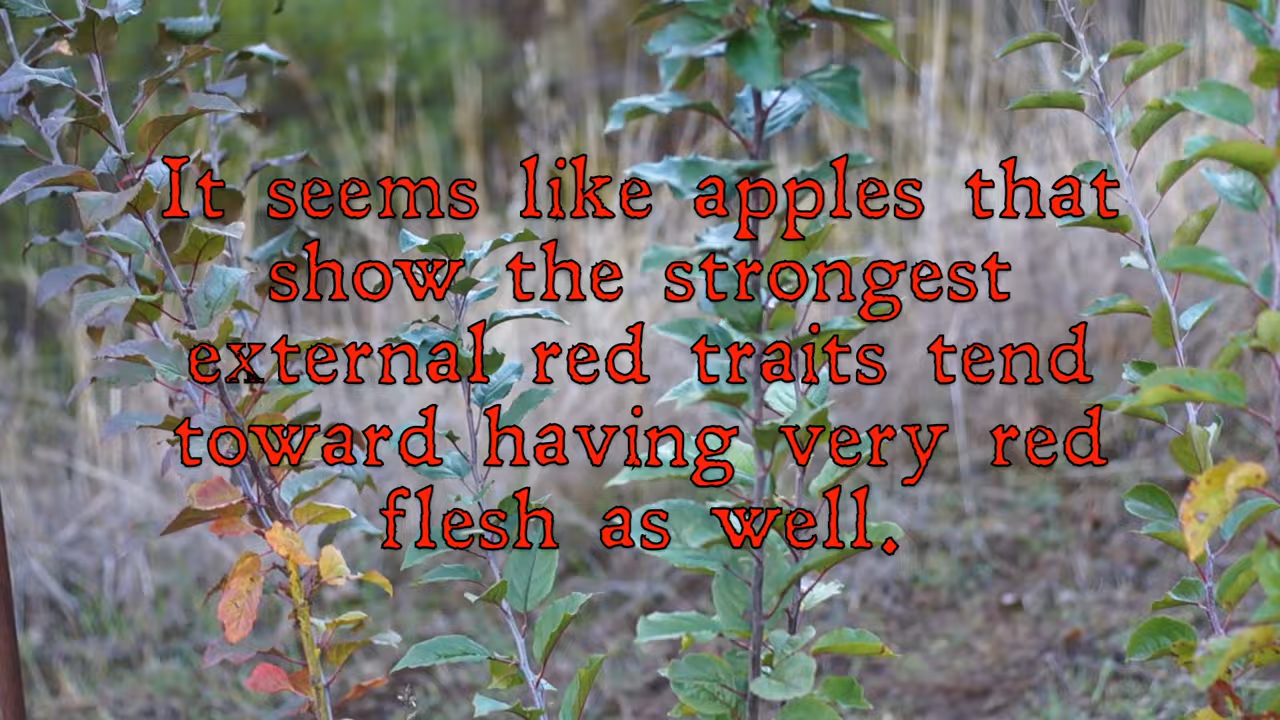 It seems like apples that
show the strongest
external red traits tend
toward having very red
flesh as well.